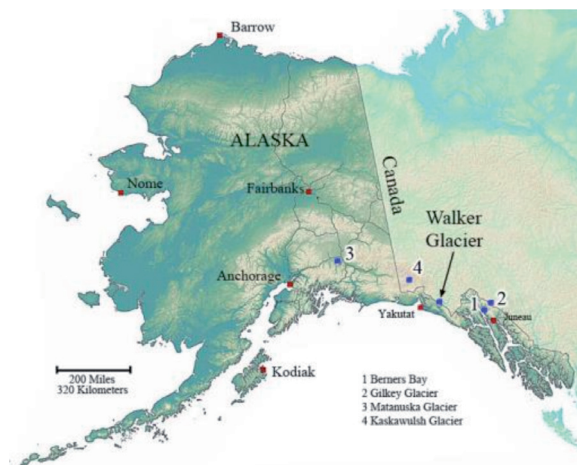 Barrow
ALASKA
Nome
Fairbanks
Canada
Walker
Glacier
3
4
Anchorage
2
1
Yakutat
Juneau
200 Miles
320 Kilometers
Kodiak
1 Berners Bay
2 Gilkey Glacier
3 Matanuska Glacier
4 Kaskawulsh Glacier